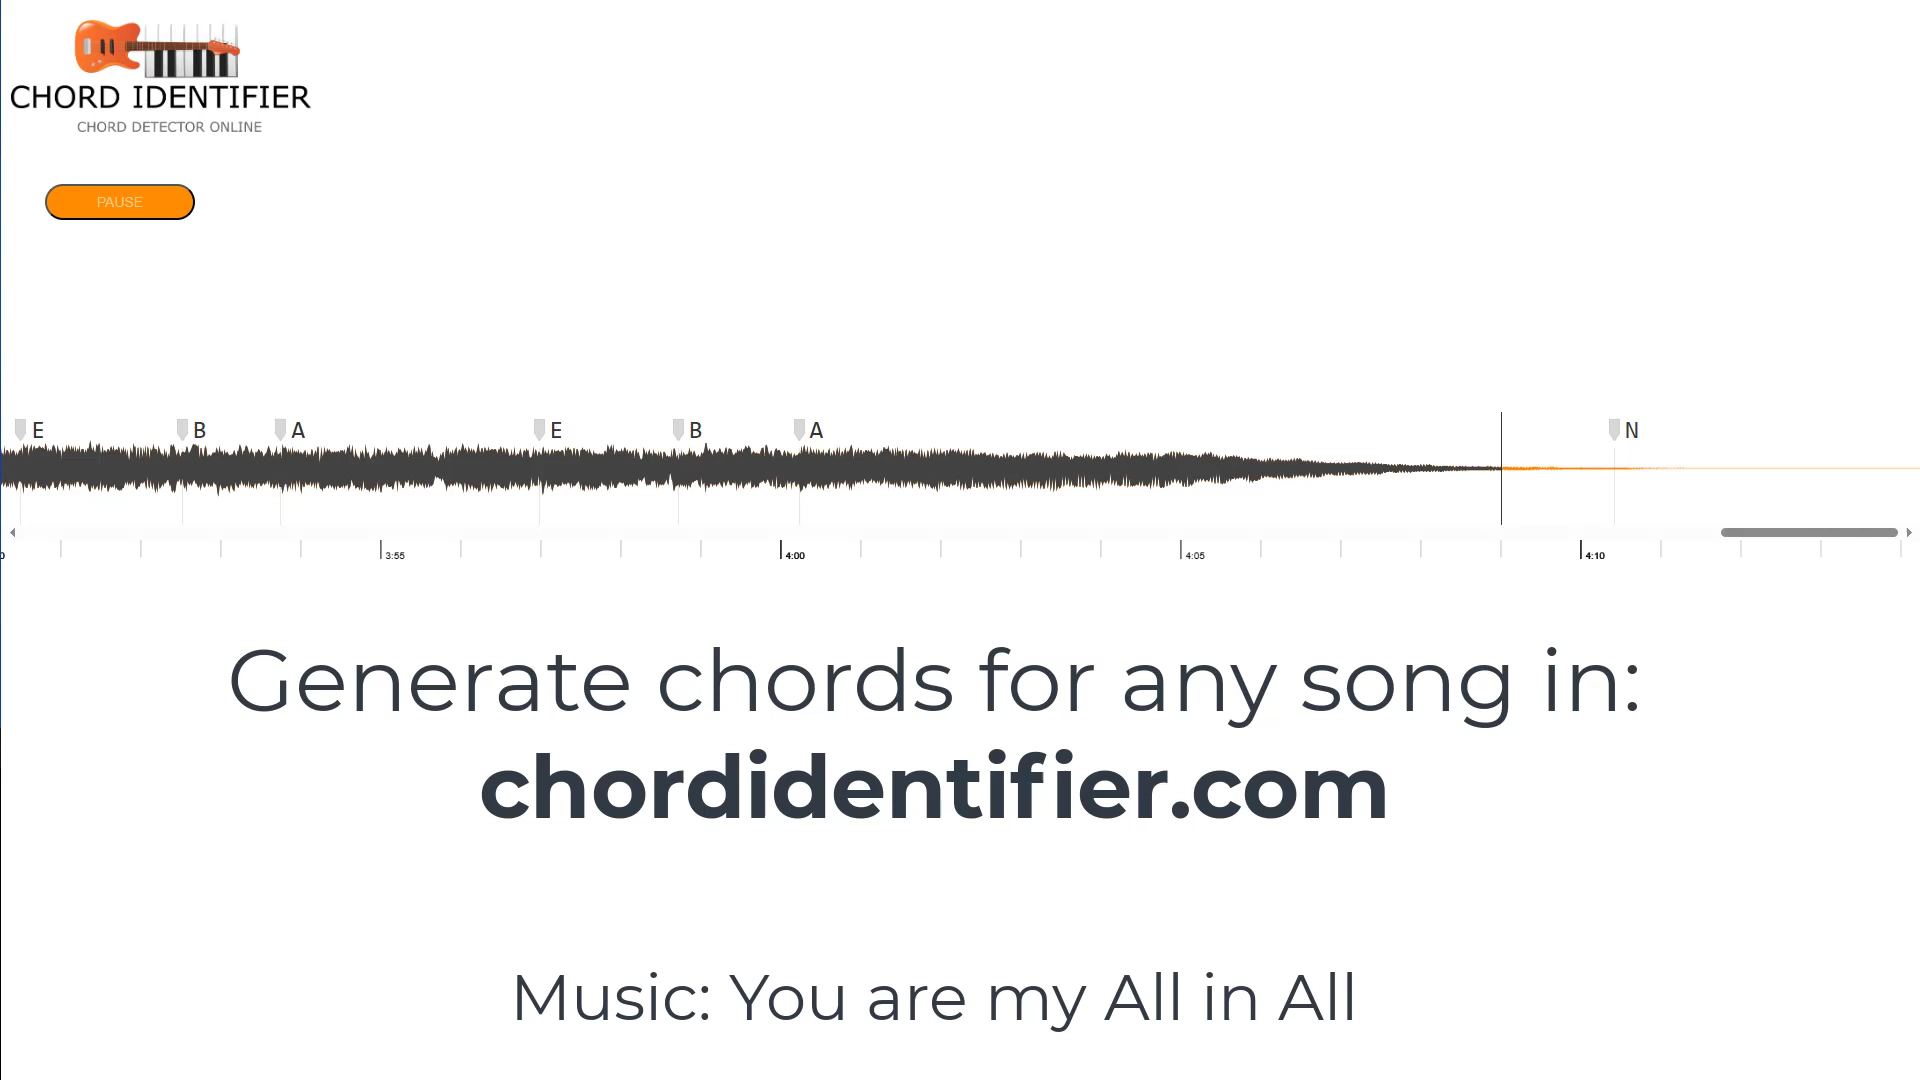 CHORD IDENTIFIER
CHORD DETECTOR ONLINE
PAUSE
E B A E B A N
3:55 4:00 4:05 4:10
Generate chords for any song in:
chordidentifier.com
Music: You are my All in All